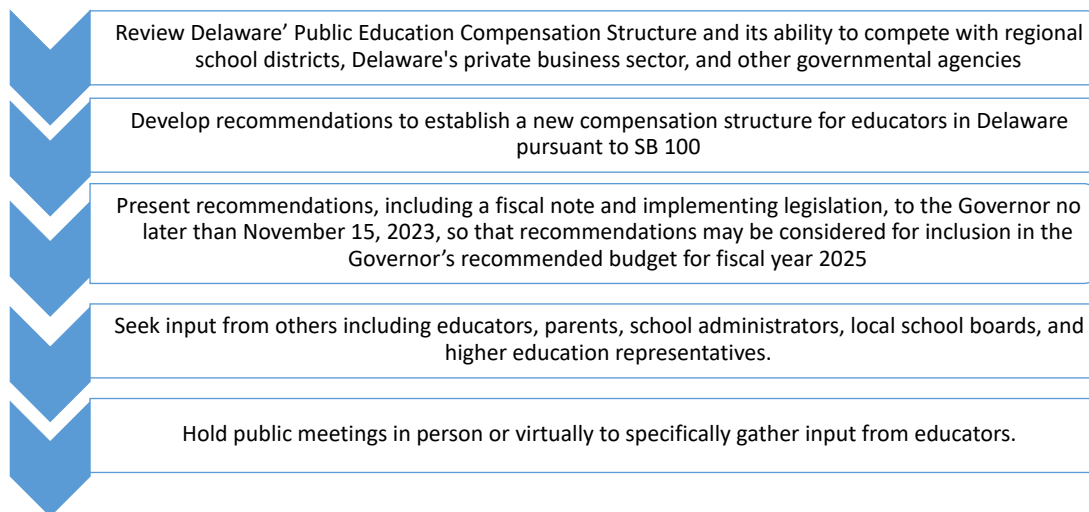 Review Delaware’ Public Education Compensation Structure and its ability to compete with regional
school districts, Delaware's private business sector, and other governmental agencies
Develop recommendations to establish a new compensation structure for educators in Delaware
pursuant to SB 100
Present recommendations, including a fiscal note and implementing legislation, to the Governor no
later than November 15, 2023, so that recommendations may be considered for inclusion in the
Governor’s recommended budget for fiscal year 2025
Seek input from others including educators, parents, school administrators, local school boards, and
higher education representatives.
Hold public meetings in person or virtually to specifically gather input from educators.